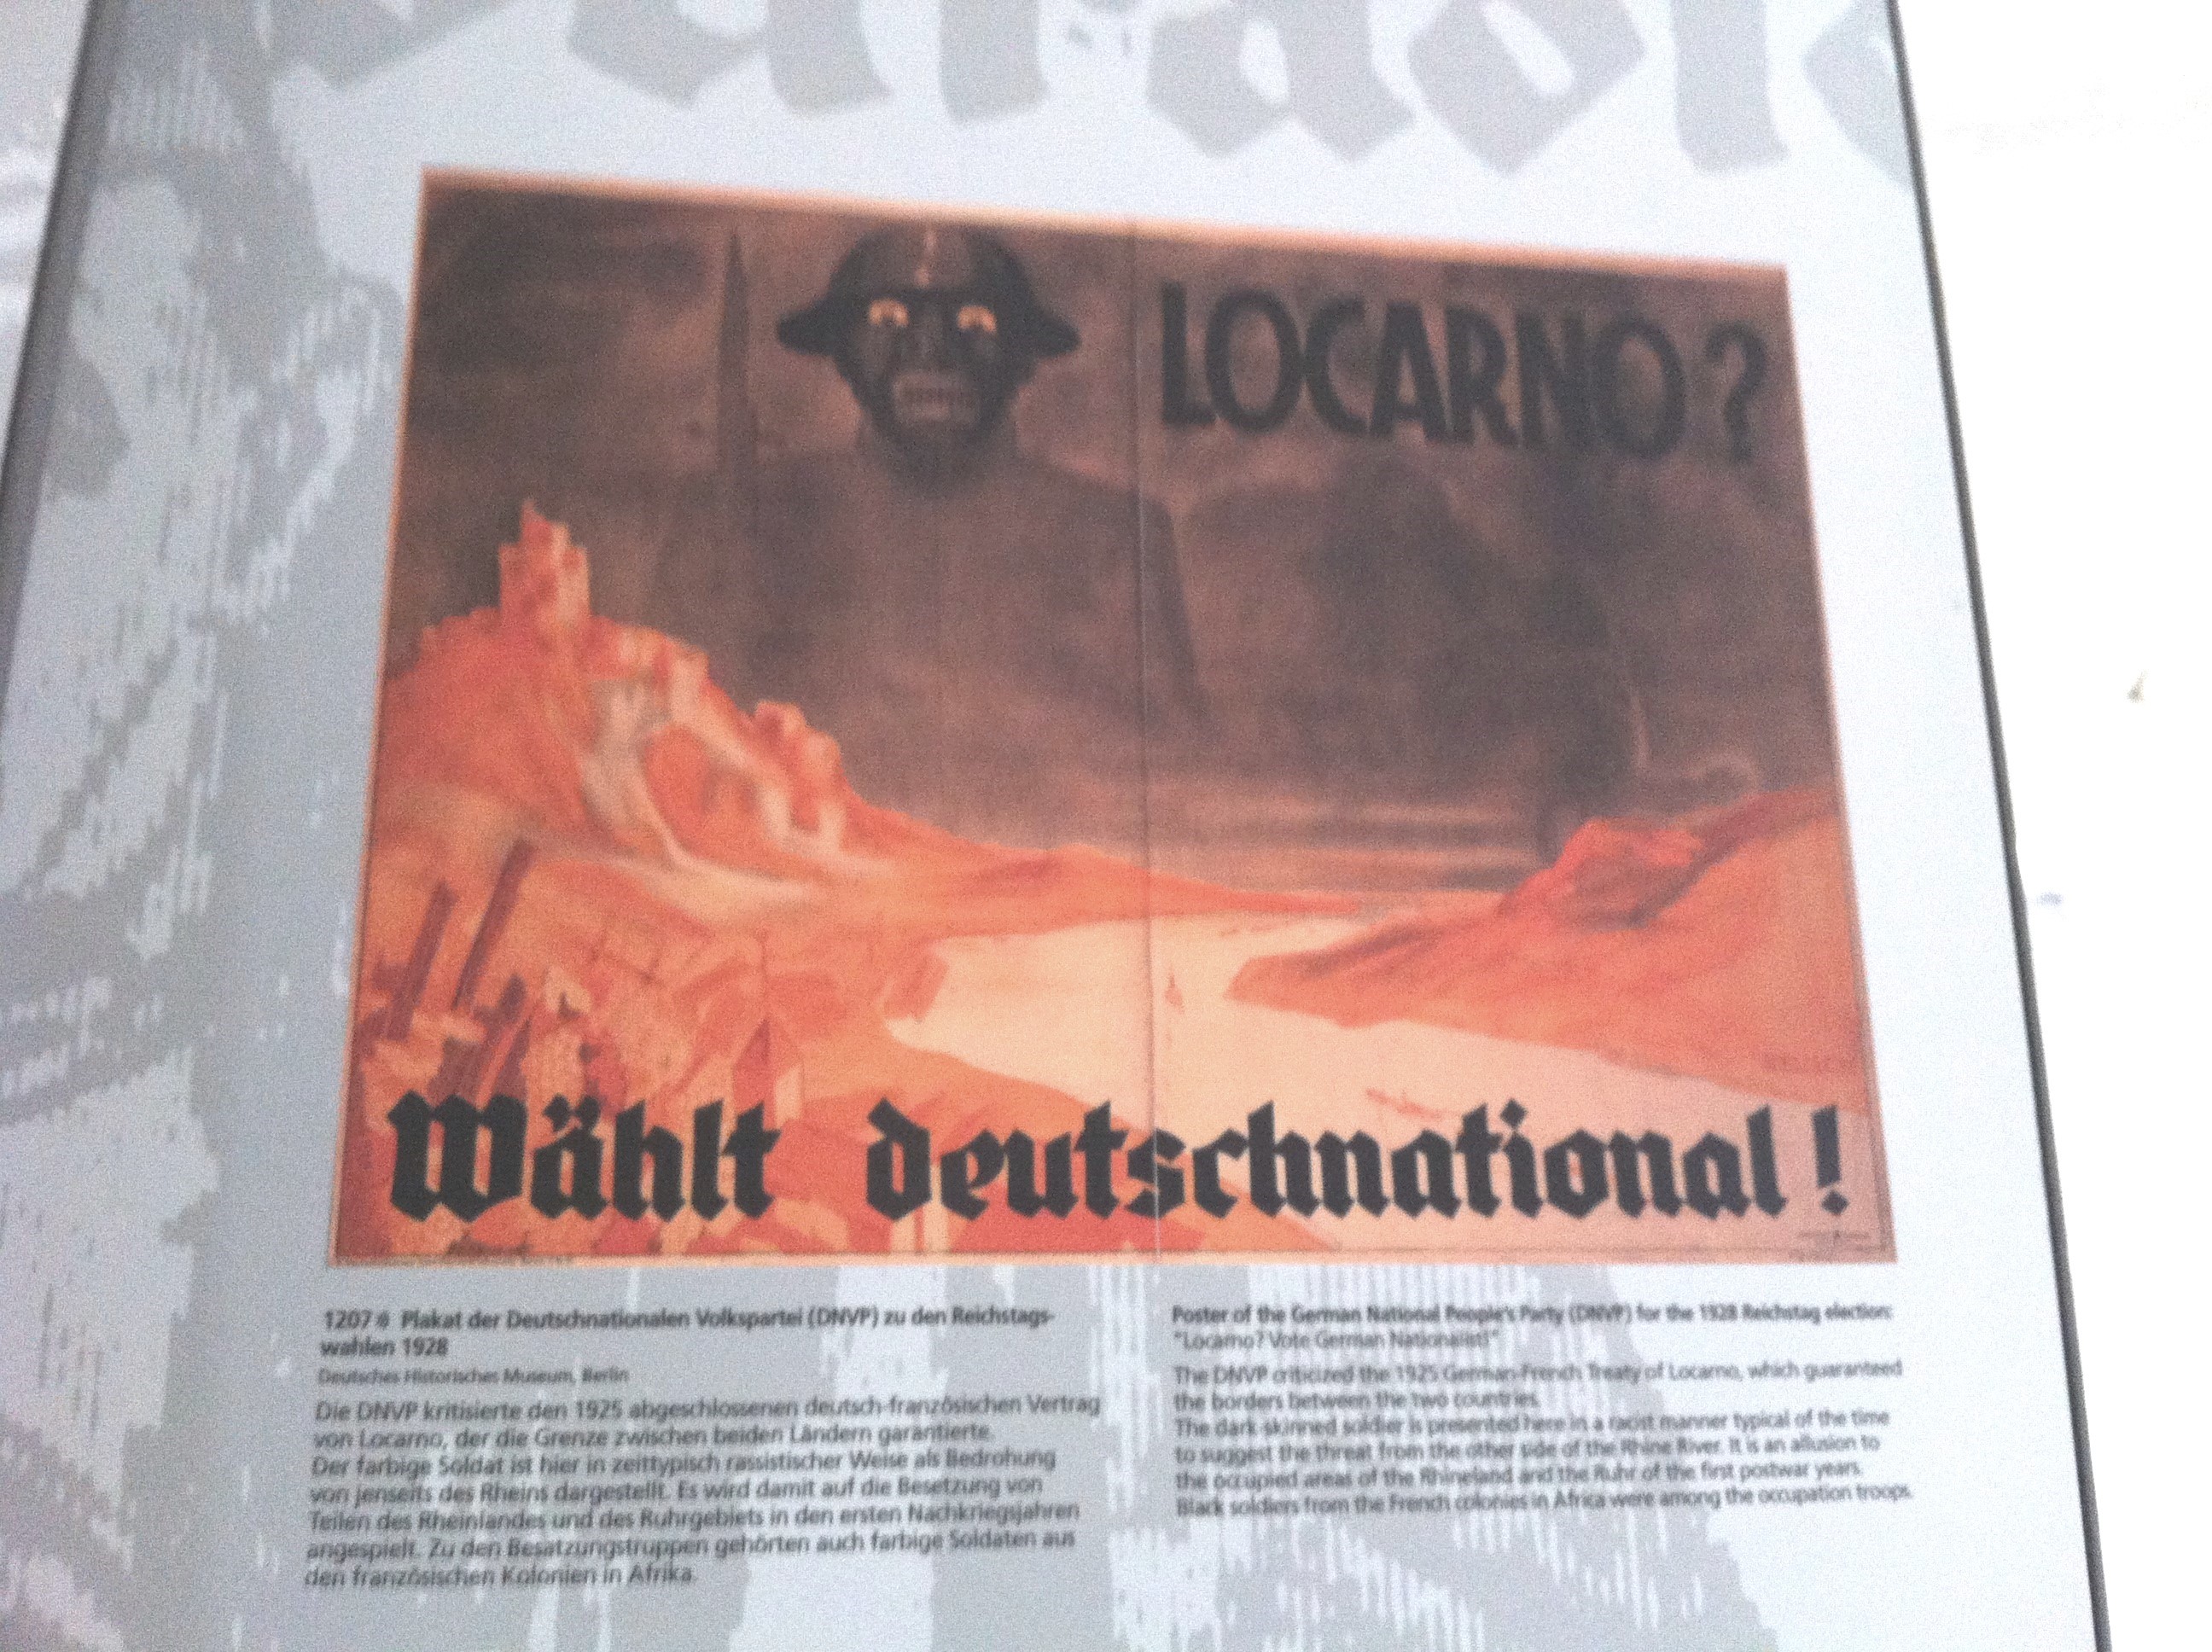 LOCARNO?
Wählt deutschnational!
1207 Plakat der Deutschnationalen Volkspartei (DNVP) zu den Reichstags-
wahlen 1928
Deutsches Historisches Museum, Berlin
Die DNVP kritisierte den 1925 abgeschlossenen deutsch-französischen Vertrag
von Locarno, der die Grenze zwischen beiden Ländern garantierte.
Der farbige Soldat ist hier in zeittypisch rassistischer Weise als Bedrohung
von jenseits des Rheins dargestellt. Es wird damit auf die Besetzung von
Teilen des Rheinlandes und des Ruhrgebiets in den ersten Nachkriegsjahren
angespielt. Zu den Besatzungstruppen gehörten auch farbige Soldaten aus
den französischen Kolonien in Afrika.
Poster of the German National People's Party (DNVP) for the 1928 Reichstag election:
"Locarno? Vote German Nationalist!"
The DNVP criticized the 1925 German-French Treaty of Locarno, which guaranteed
the borders between the two countries.
The dark-skinned soldier is presented here in a racist manner typical of the time
to suggest the threat from the other side of the Rhine River. It is an allusion to
the occupied areas of the Rhineland and the Ruhr of the first postwar years.
Black soldiers from the French colonies in Africa were among the occupation troops.